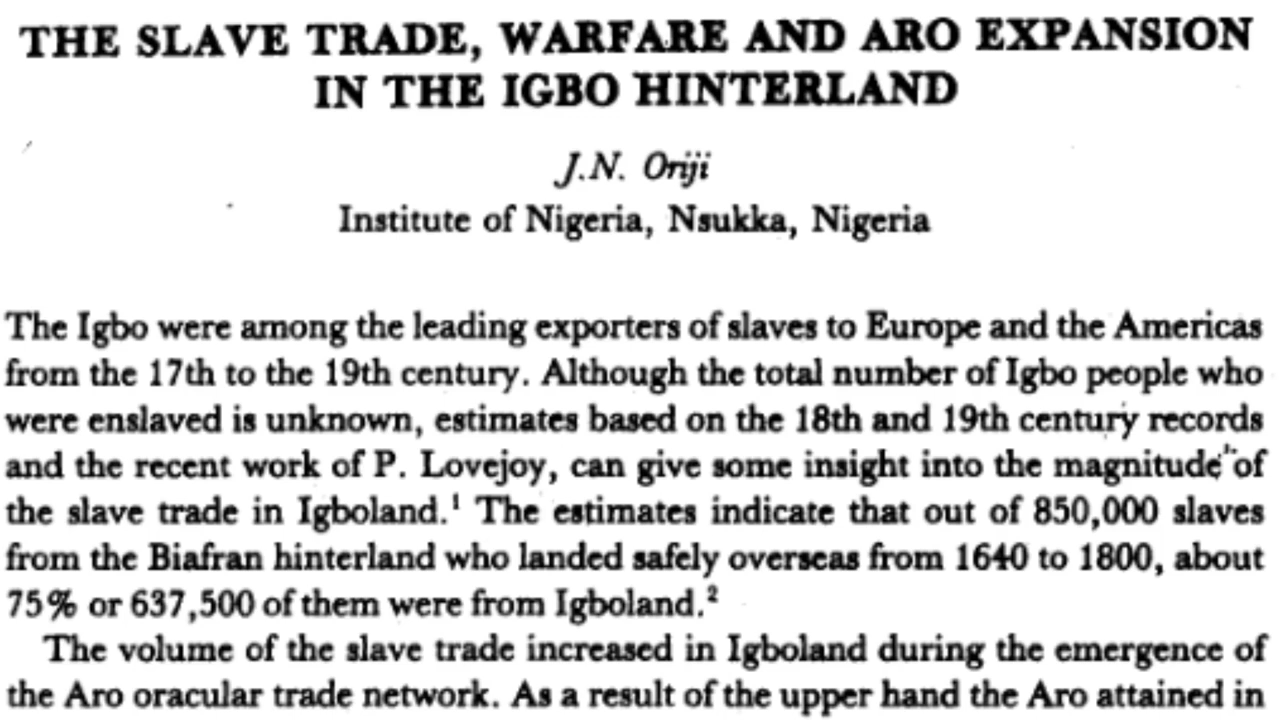 THE SLAVE TRADE, WARFARE AND ARO EXPANSION
IN THE IGBO HINTERLAND
J.N. Oriji
Institute of Nigeria, Nsukka, Nigeria
The Igbo were among the leading exporters of slaves to Europe and the Americas
from the 17th to the 19th century. Although the total number of Igbo people who
were enslaved is unknown, estimates based on the 18th and 19th century records
and the recent work of P. Lovejoy, can give some insight into the magnitude of
the slave trade in Igboland.¹ The estimates indicate that out of 850,000 slaves
from the Biafran hinterland who landed safely overseas from 1640 to 1800, about
75% or 637,500 of them were from Igboland.²
The volume of the slave trade increased in Igboland during the emergence of
the Aro oracular trade network. As a result of the upper hand the Aro attained in